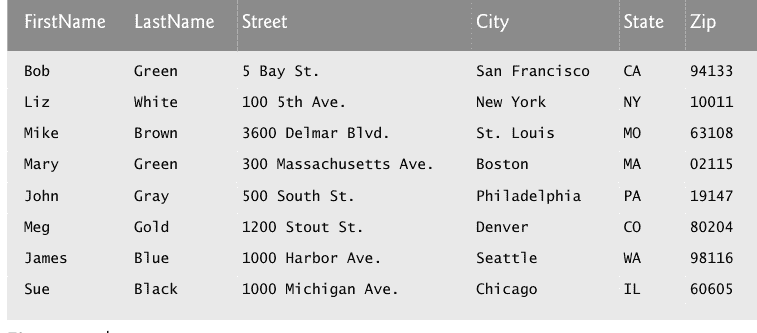 FirstName LastName Street City State Zip
Bob Green 5 Bay St. San Francisco CA 94133
Liz White 100 5th Ave. New York NY 10011
Mike Brown 3600 Delmar Blvd. St. Louis MO 63108
Mary Green 300 Massachusetts Ave. Boston MA 02115
John Gray 500 South St. Philadelphia PA 19147
Meg Gold 1200 Stout St. Denver CO 80204
James Blue 1000 Harbor Ave. Seattle WA 98116
Sue Black 1000 Michigan Ave. Chicago IL 60605